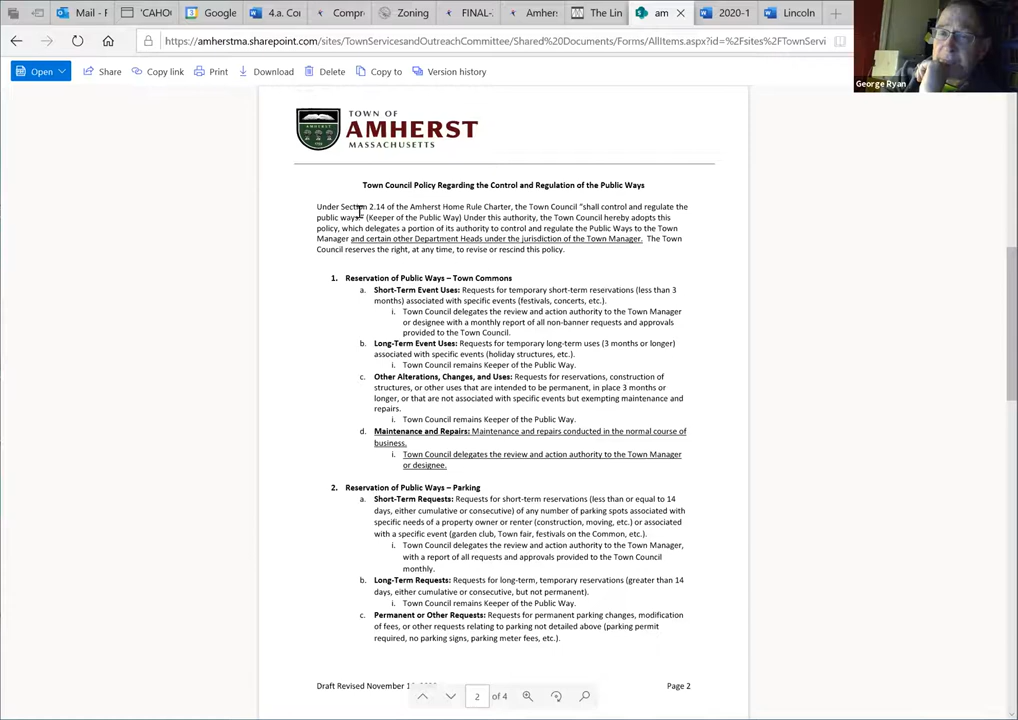 Mail - F
'CAHO
Google
4.a. Cor
Compr
Zoning
FINAL-
Amhers
The Lin
am
2020-1
Lincoln
https://amherstma.sharepoint.com/sites/TownServicesandOutreachCommittee/Shared%20Documents/Forms/AllItems.aspx?id=%2Fsites%2FTownServi
Open
Share
Copy link
Print
Download
Delete
Copy to
Version history
George Ryan
TOWN OF
AMHERST
MASSACHUSETTS
Town Council Policy Regarding the Control and Regulation of the Public Ways
Under Section 2.14 of the Amherst Home Rule Charter, the Town Council "shall control and regulate the
public ways" (Keeper of the Public Way) Under this authority, the Town Council hereby adopts this
policy, which delegates a portion of its authority to control and regulate the Public Ways to the Town
Manager and certain other Department Heads under the jurisdiction of the Town Manager. The Town
Council reserves the right, at any time, to revise or rescind this policy.
1. Reservation of Public Ways – Town Commons
a. Short-Term Event Uses: Requests for temporary short-term reservations (less than 3
months) associated with specific events (festivals, concerts, etc.).
i. Town Council delegates the review and action authority to the Town Manager
or designee with a monthly report of all non-banner requests and approvals
provided to the Town Council.
b. Long-Term Event Uses: Requests for temporary long-term uses (3 months or longer)
associated with specific events (holiday structures, etc.).
i. Town Council remains Keeper of the Public Way.
c. Other Alterations, Changes, and Uses: Requests for reservations, construction of
structures, or other uses that are intended to be permanent, in place 3 months or
longer, or that are not associated with specific events but exempting maintenance and
repairs.
i. Town Council remains Keeper of the Public Way.
d. Maintenance and Repairs: Maintenance and repairs conducted in the normal course of
business.
i. Town Council delegates the review and action authority to the Town Manager
or designee.
2. Reservation of Public Ways – Parking
a. Short-Term Requests: Requests for short-term reservations (less than or equal to 14
days, either cumulative or consecutive) of any number of parking spots associated with
specific needs of a property owner or renter (construction, moving, etc.) or associated
with a specific event (garden club, Town fair, festivals on the Common, etc.).
i. Town Council delegates the review and action authority to the Town Manager,
with a report of all requests and approvals provided to the Town Council
monthly.
b. Long-Term Requests: Requests for long-term, temporary reservations (greater than 14
days, either cumulative or consecutive, but not permanent).
i. Town Council remains Keeper of the Public Way.
c. Permanent or Other Requests: Requests for permanent parking changes, modification
of fees, or other requests relating to parking not detailed above (parking permit
required, no parking signs, parking meter fees, etc.).
Draft Revised November
Page 2
2 of 4